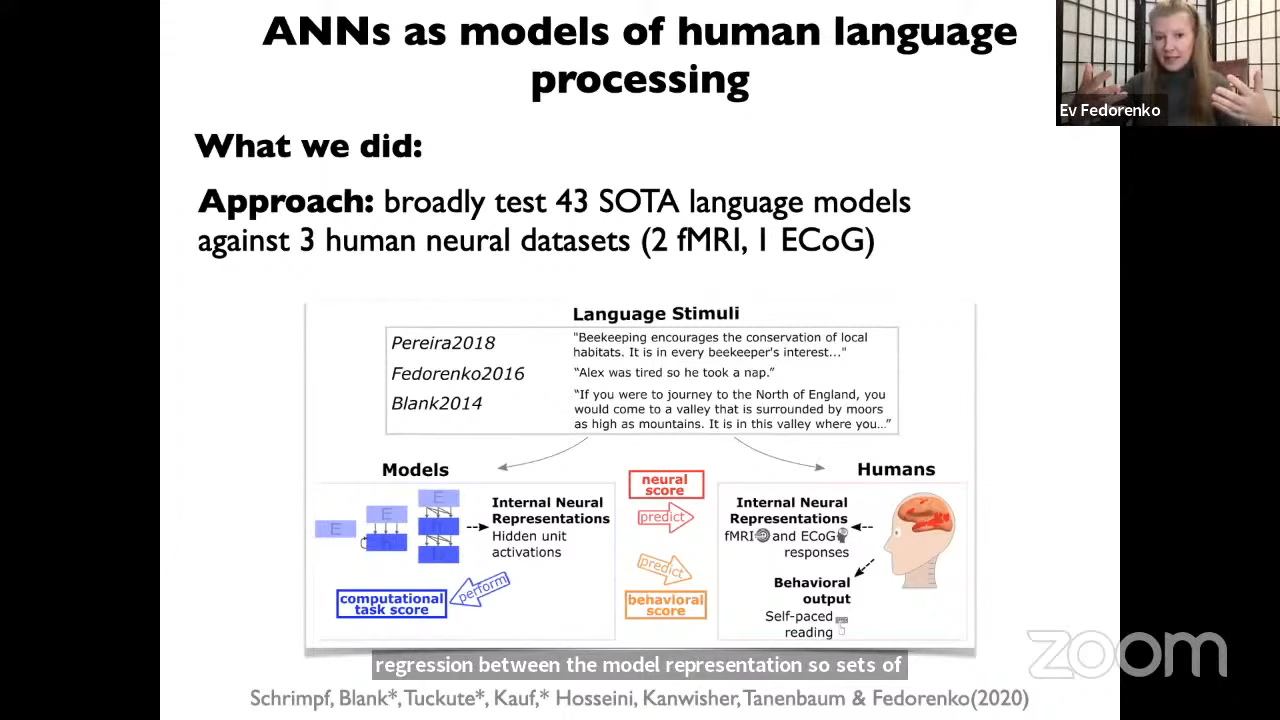 ANNs as models of human language
processing
Ev Fedorenko
What we did:
Approach: broadly test 43 SOTA language models
against 3 human neural datasets (2 fMRI, 1 ECoG)
Language Stimuli
Pereira2018
"Beekeeping encourages the conservation of local
habitats. It is in every beekeeper's interest..."
Fedorenko2016
“Alex was tired so he took a nap.”
Blank2014
“If you were to journey to the North of England, you
would come to a valley that is surrounded by moors
as high as mountains. It is in this valley where you…”
Models
E
E
E
h
h
h
Internal Neural
Representations
Hidden unit
activations
computational
task score
perform
neural
score
predict
predict
behavioral
score
Humans
Internal Neural
Representations
fMRI and ECoG
responses
Behavioral
output
Self-paced
reading
regression between the model representation so sets of
zoom
Schrimpf, Blank*, Tuckute*, Kauf,* Hosseini, Kanwisher, Tanenbaum & Fedorenko(2020)